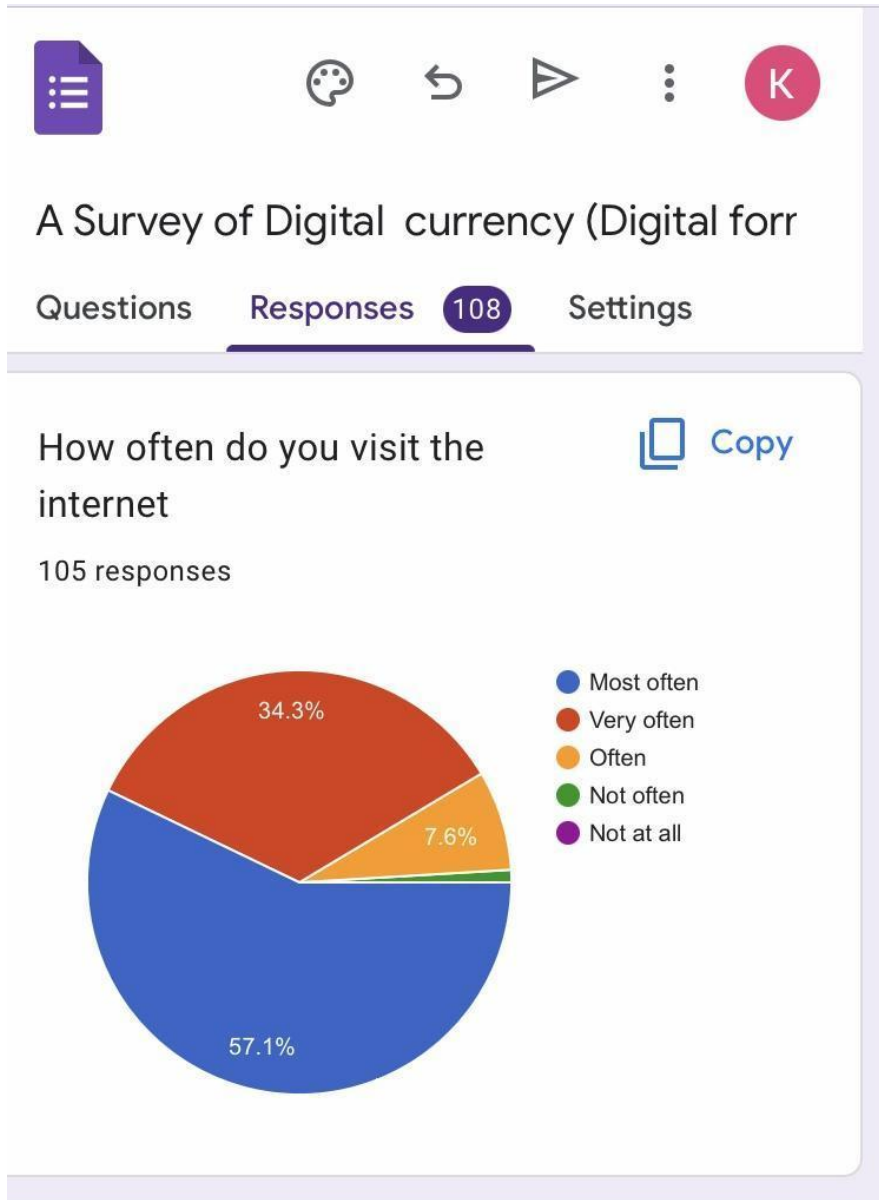 K
A Survey of Digital currency (Digital forr
Questions Responses 108 Settings
How often do you visit the
internet
Copy
105 responses
34.3%
7.6%
57.1%
Most often
Very often
Often
Not often
Not at all